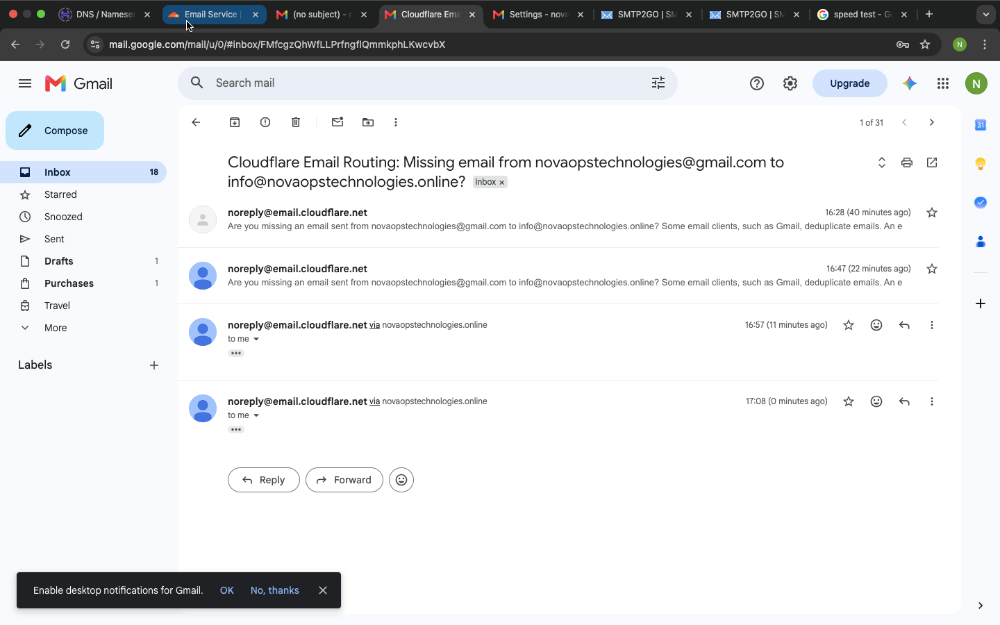 DNS / Nameser
Email Service |
(no subject) -
Cloudflare Ema
Settings - nova
SMTP2GO | SM
SMTP2GO | SM
speed test - G
mail.google.com/mail/u/0/#inbox/FMfcgzQhWfLLPrfngflQmmkphLKwcvbX
N
Gmail
Search mail
Upgrade
N
Compose
1 of 31
31
Inbox 18
Starred
Snoozed
Sent
Drafts 1
Purchases 1
Travel
More
Labels
Cloudflare Email Routing: Missing email from novaopstechnologies@gmail.com to
info@novaopstechnologies.online? Inbox ×
noreply@email.cloudflare.net 16:28 (40 minutes ago)
Are you missing an email sent from novaopstechnologies@gmail.com to info@novaopstechnologies.online? Some email clients, such as Gmail, deduplicate emails. An e
noreply@email.cloudflare.net 16:47 (22 minutes ago)
Are you missing an email sent from novaopstechnologies@gmail.com to info@novaopstechnologies.online? Some email clients, such as Gmail, deduplicate emails. An e
noreply@email.cloudflare.net via novaopstechnologies.online 16:57 (11 minutes ago)
to me
noreply@email.cloudflare.net via novaopstechnologies.online 17:08 (0 minutes ago)
to me
Reply
Forward
Enable desktop notifications for Gmail. OK No, thanks